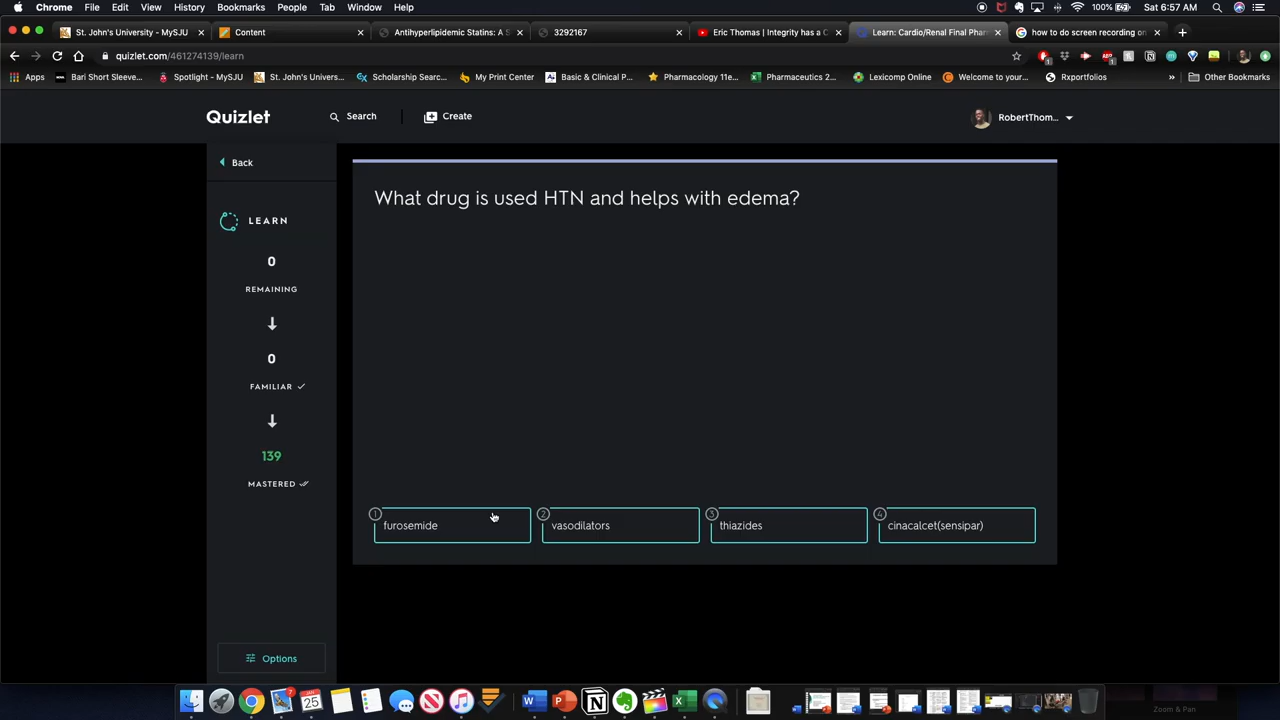 Chrome File Edit View History Bookmarks People Tab Window Help 100% Sat 6:57 AM
St. John's University - MySJU
Content
Antihyperlipidemic Statins: A S
3292167
Eric Thomas | Integrity has a C
Learn: Cardio/Renal Final Phar
how to do screen recording on
quizlet.com/461274139/learn
Apps
Bari Short Sleeve...
Spotlight - MySJU
St. John's Univers...
Scholarship Searc...
My Print Center
Basic & Clinical P...
Pharmacology 11e...
Pharmaceutics 2...
Lexicomp Online
Welcome to your...
Rxportfolios
»
Other Bookmarks
Quizlet
Search
Create
RobertThom...
Back
LEARN
0
REMAINING
0
FAMILIAR
139
MASTERED
Options
What drug is used HTN and helps with edema?
1 furosemide
2 vasodilators
3 thiazides
4 cinacalcet(sensipar)
Zoom & Pan